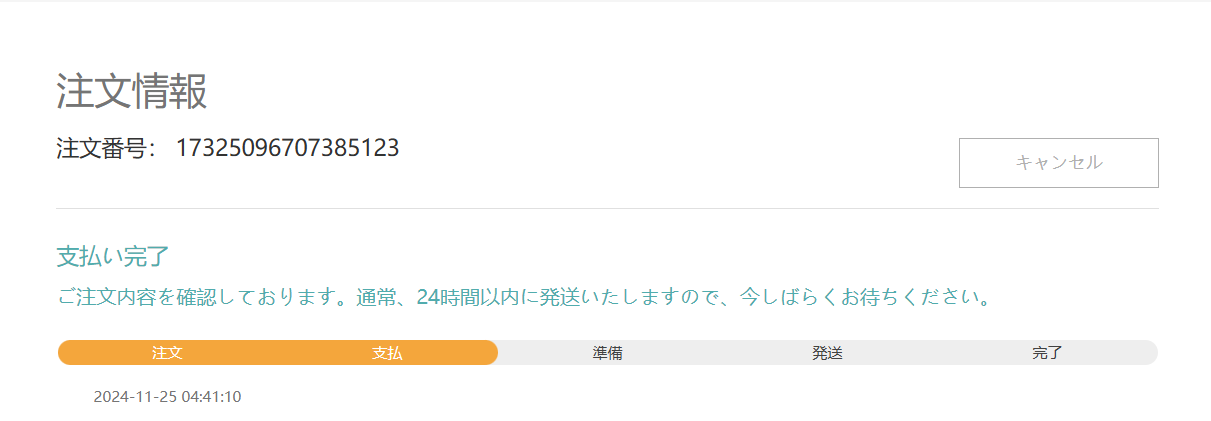 注文情報
注文番号： 17325096707385123
キャンセル
支払い完了
ご注文内容を確認しております。通常、24時間以内に発送いたしますので、今しばらくお待ちください。
注文 支払 準備 発送 完了
2024-11-25 04:41:10